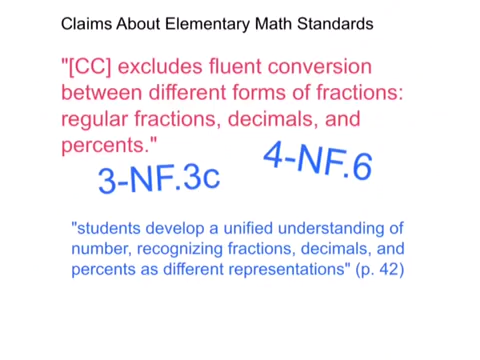 Claims About Elementary Math Standards
"[CC] excludes fluent conversion
between different forms of fractions:
regular fractions, decimals, and
percents."
3-NF.3c
4-NF.6
"students develop a unified understanding of
number, recognizing fractions, decimals, and
percents as different representations" (p. 42)